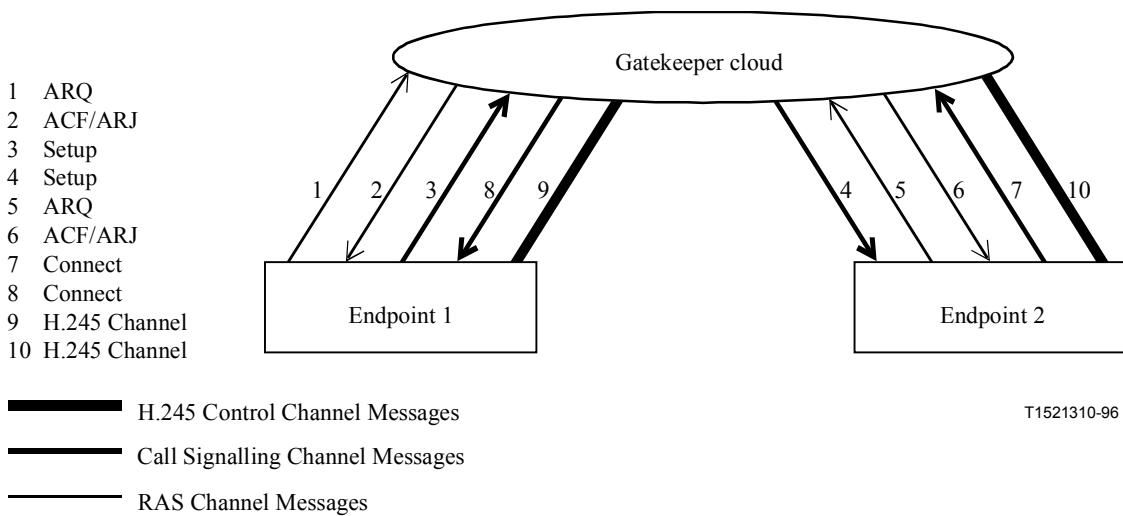 Gatekeeper cloud
1 ARQ
2 ACF/ARJ
3 Setup
4 Setup
5 ARQ
6 ACF/ARJ
7 Connect
8 Connect
9 H.245 Channel
10 H.245 Channel
1 2 3 8 9 4 5 6 7 10
Endpoint 1
Endpoint 2
H.245 Control Channel Messages
T1521310-96
Call Signalling Channel Messages
RAS Channel Messages